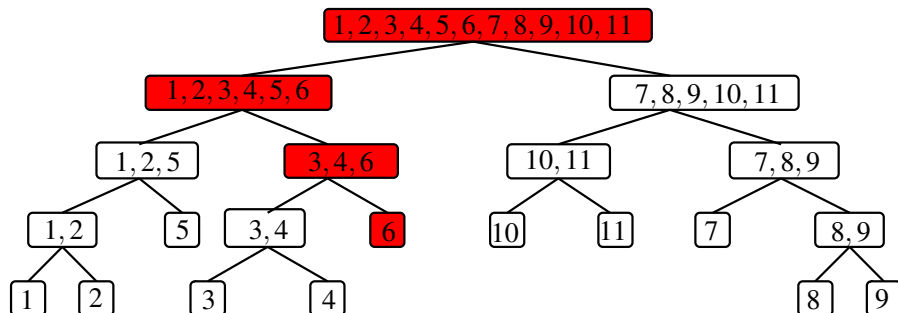 1, 2, 3, 4, 5, 6, 7, 8, 9, 10, 11
1, 2, 3, 4, 5, 6
7, 8, 9, 10, 11
1, 2, 5
3, 4, 6
10, 11
7, 8, 9
1, 2
5
3, 4
6
10
11
7
8, 9
1
2
3
4
8
9